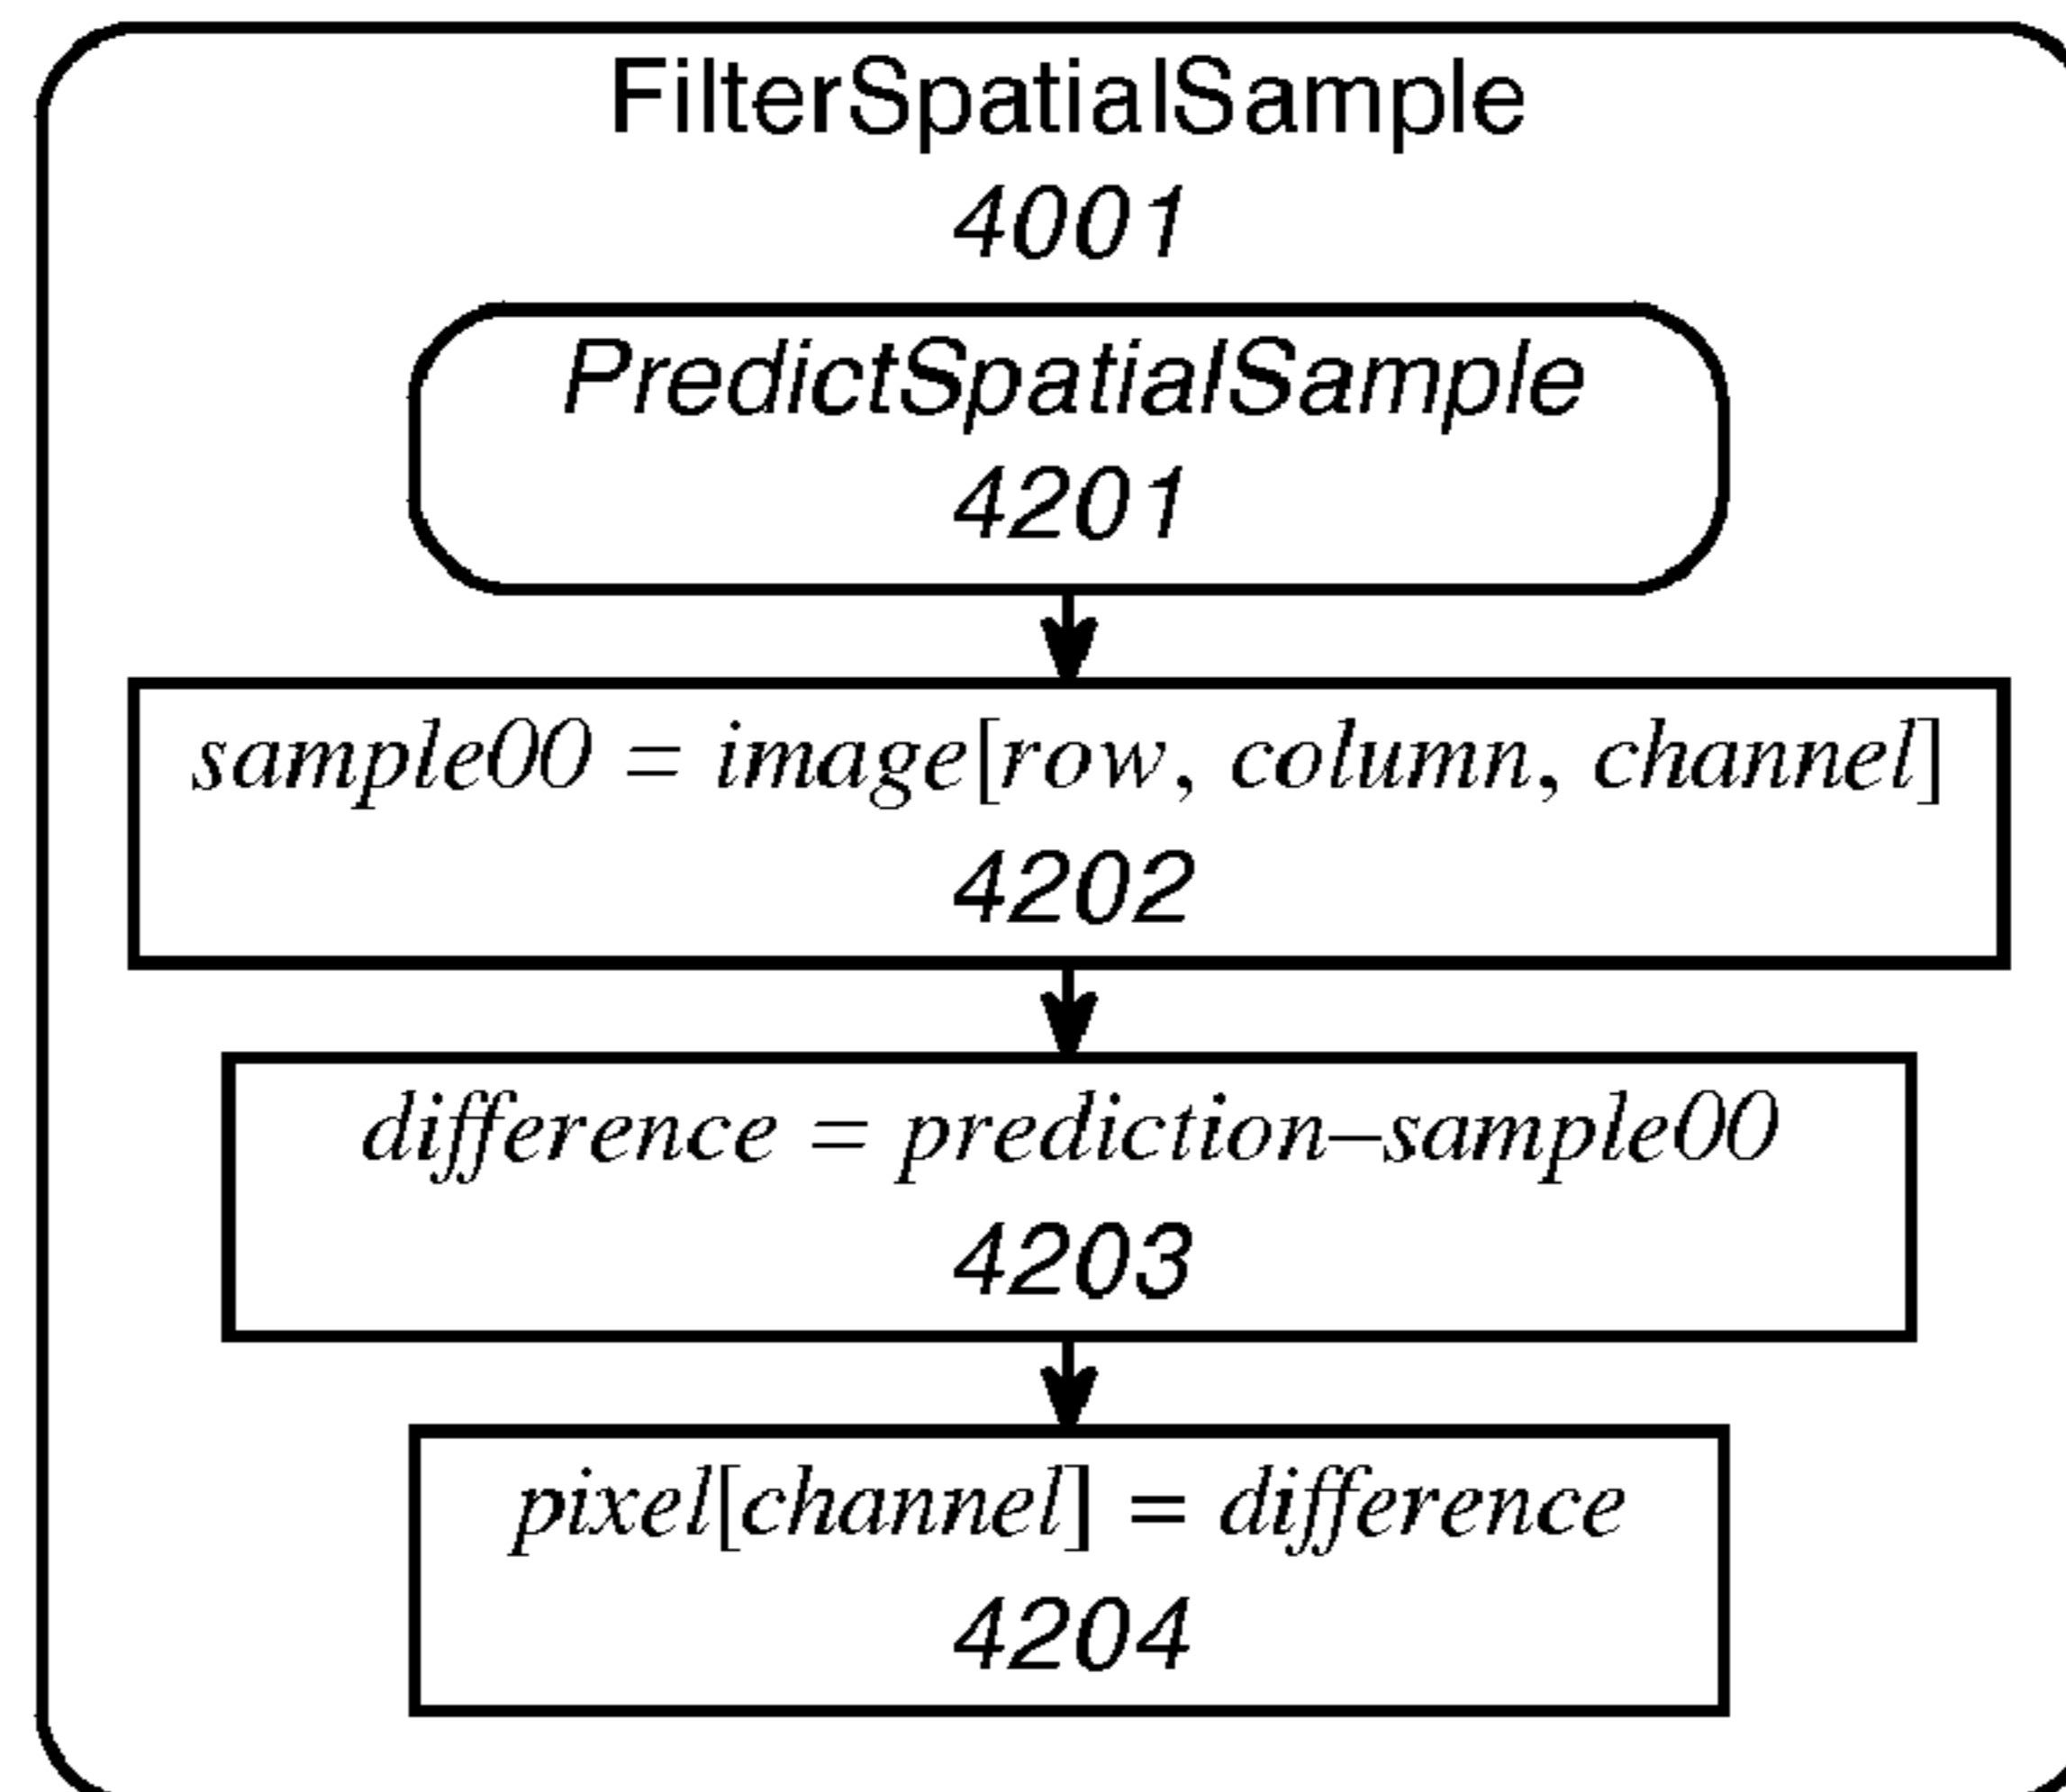 FilterSpatialSample
4001
PredictSpatialSample
4201
sample00 = image[row, column, channel]
4202
difference = prediction–sample00
4203
pixel[channel] = difference
4204